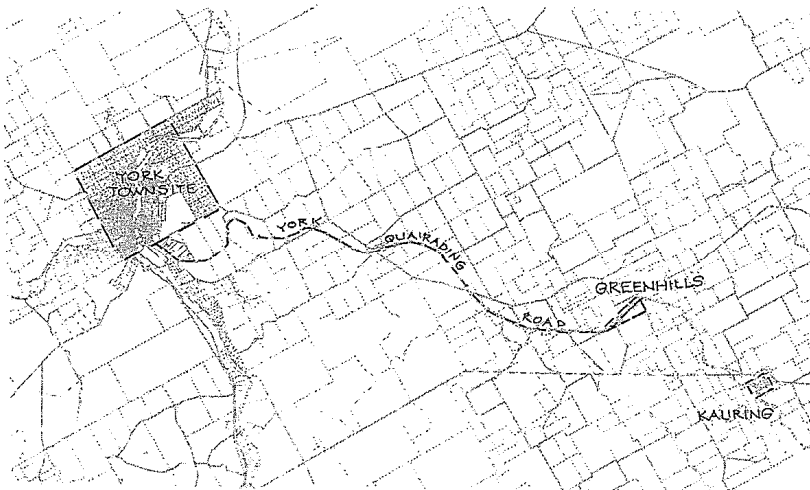 YORK
TOWNSITE
YORK
QUAIRADING
ROAD
GREENHILLS
KAURING